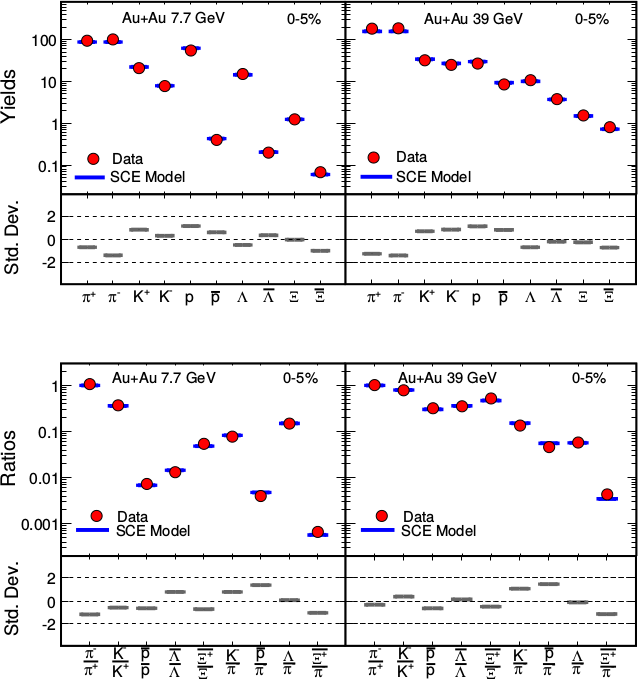 Au+Au 7.7 GeV 0-5% Au+Au 39 GeV 0-5%
Yields
100
10
1
0.1
Data Data
SCE Model SCE Model
Std. Dev.
2
0
-2
π+ π- K+ K- p p̅ Λ Λ̅ Ξ Ξ̅ π+ π- K+ K- p p̅ Λ Λ̅ Ξ Ξ̅
Au+Au 7.7 GeV 0-5% Au+Au 39 GeV 0-5%
Ratios
1
0.1
0.01
0.001
Data Data
SCE Model SCE Model
Std. Dev.
2
0
-2
π- K- p̅ Λ̅ Ξ̅+ K- p̅ Λ Ξ̅+ π- K- p̅ Λ̅ Ξ̅+ K- p̅ Λ Ξ̅+
π+ K+ p Λ Ξ- π- π- π- π- π+ K+ p Λ Ξ- π- π- π- π-